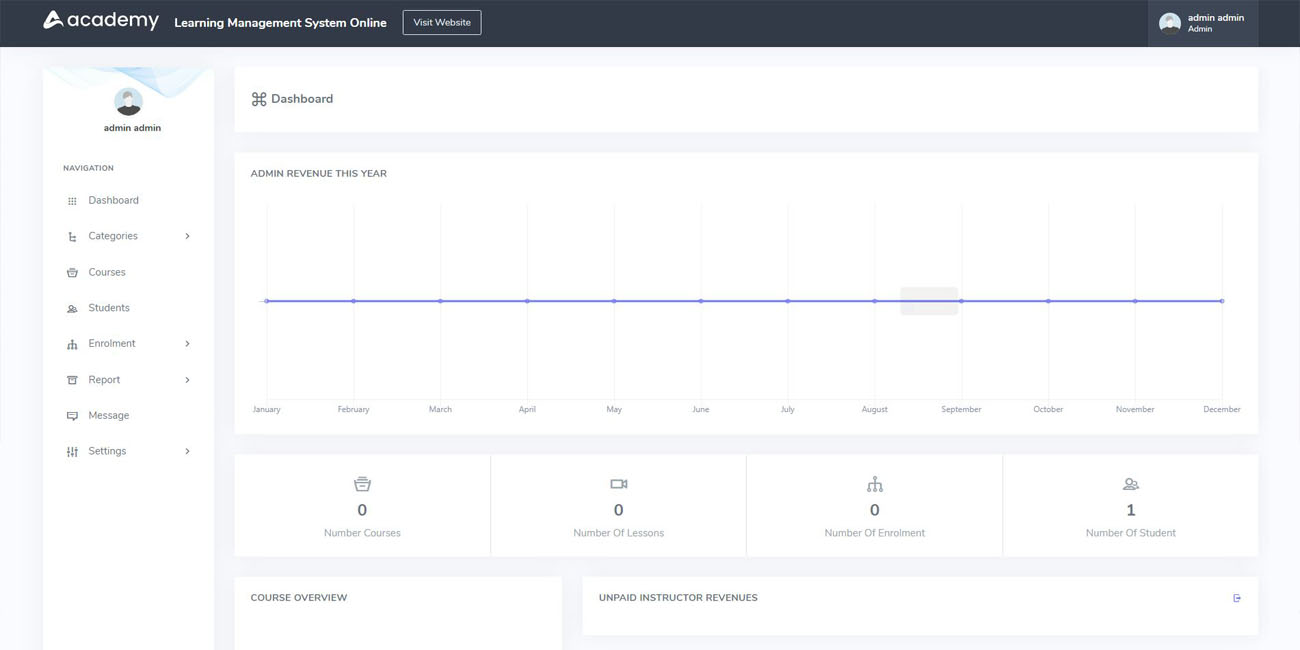 academy Learning Management System Online Visit Website
admin admin
Admin
admin admin
NAVIGATION
Dashboard
Categories
Courses
Students
Enrolment
Report
Message
Settings
Dashboard
ADMIN REVENUE THIS YEAR
January February March April May June July August September October November December
0 0 0 1
Number Courses Number Of Lessons Number Of Enrolment Number Of Student
COURSE OVERVIEW UNPAID INSTRUCTOR REVENUES